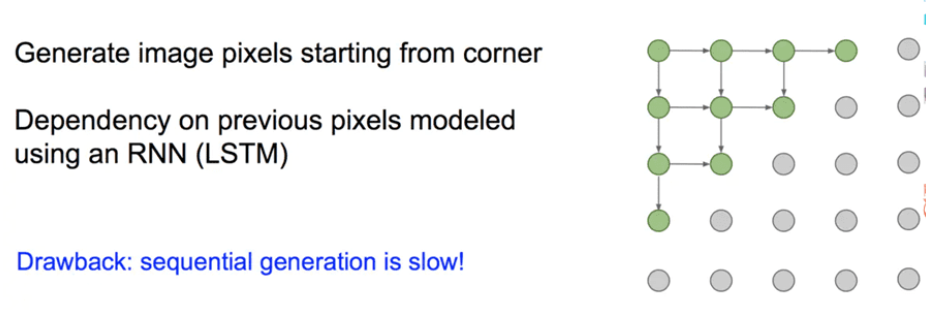 Generate image pixels starting from corner
Dependency on previous pixels modeled
using an RNN (LSTM)
Drawback: sequential generation is slow!